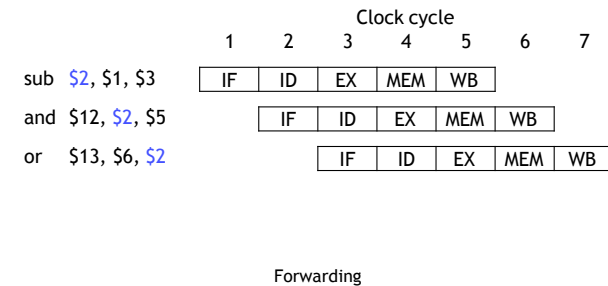 Clock cycle
1 2 3 4 5 6 7
sub $2, $1, $3 IF ID EX MEM WB
and $12, $2, $5 IF ID EX MEM WB
or $13, $6, $2 IF ID EX MEM WB
Forwarding